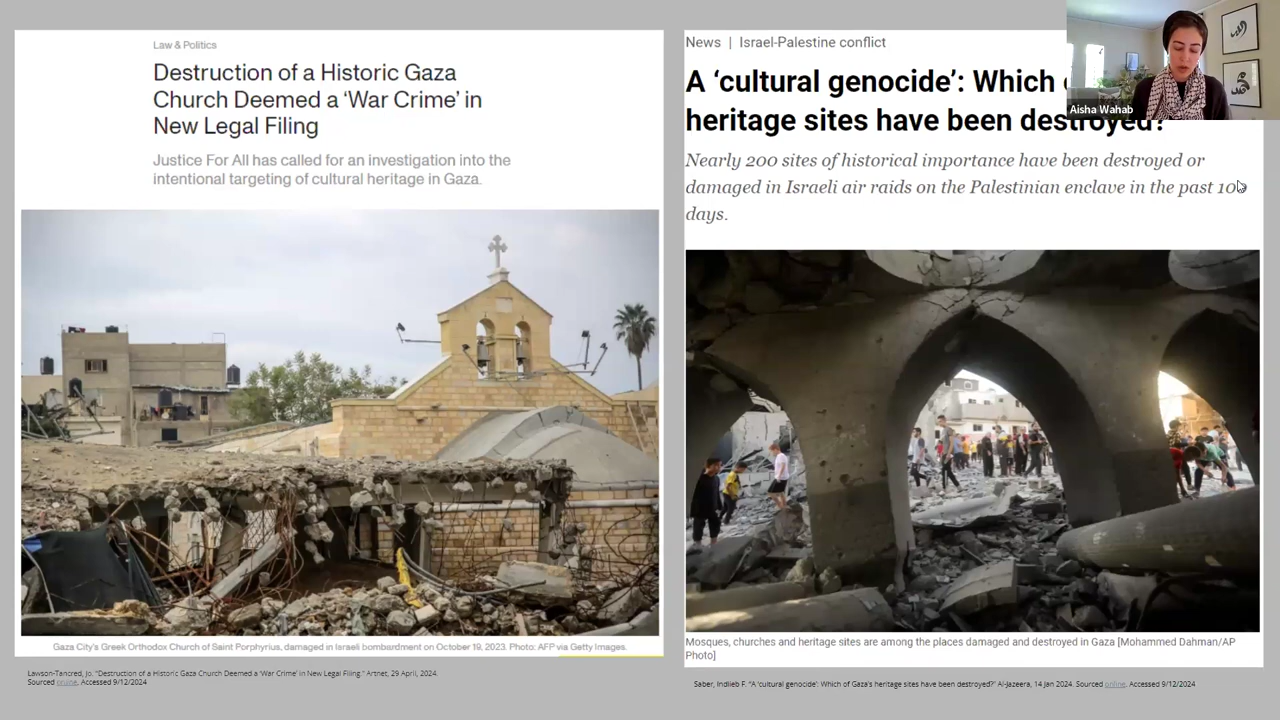 Law & Politics
Destruction of a Historic Gaza
Church Deemed a ‘War Crime’ in
New Legal Filing
Justice For All has called for an investigation into the
intentional targeting of cultural heritage in Gaza.
Gaza City's Greek Orthodox Church of Saint Porphyrius, damaged in Israeli bombardment on October 19, 2023. Photo: AFP via Getty Images.
Lawson-Tancred, Jo. "Destruction of a Historic Gaza Church Deemed a ‘War Crime’ in New Legal Filing." Artnet, 29 April, 2024.
Sourced online. Accessed 9/12/2024
News | Israel-Palestine conflict
A ‘cultural genocide’: Which
heritage sites have been destroyed?
Nearly 200 sites of historical importance have been destroyed or
damaged in Israeli air raids on the Palestinian enclave in the past 100
days.
Mosques, churches and heritage sites are among the places damaged and destroyed in Gaza [Mohammed Dahman/AP
Photo]
Saber, Indlieb F. "A ‘cultural genocide’: Which of Gaza's heritage sites have been destroyed?" Al-Jazeera, 14 Jan 2024. Sourced online. Accessed 9/12/2024
Aisha Wahab